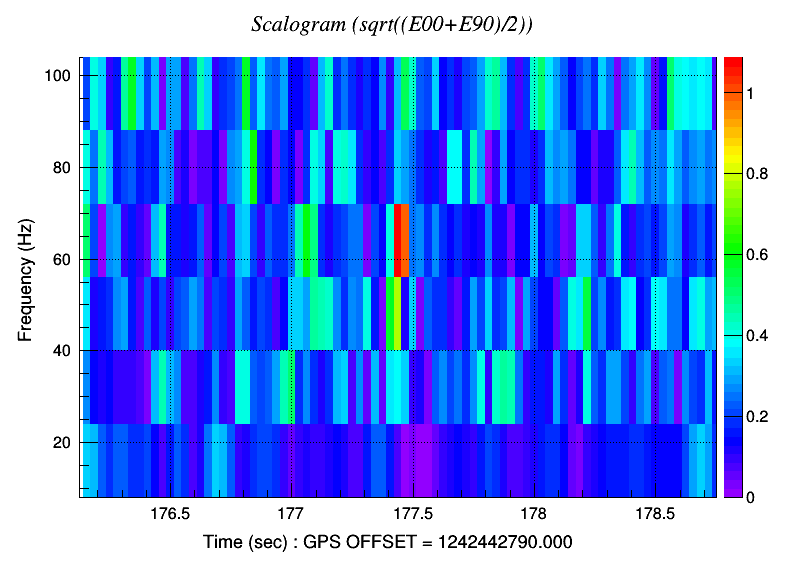 Scalogram (sqrt((E00+E90)/2))
Frequency (Hz)
100
80
60
40
20
176.5 177 177.5 178 178.5
Time (sec) : GPS OFFSET = 1242442790.000
1
0.8
0.6
0.4
0.2
0